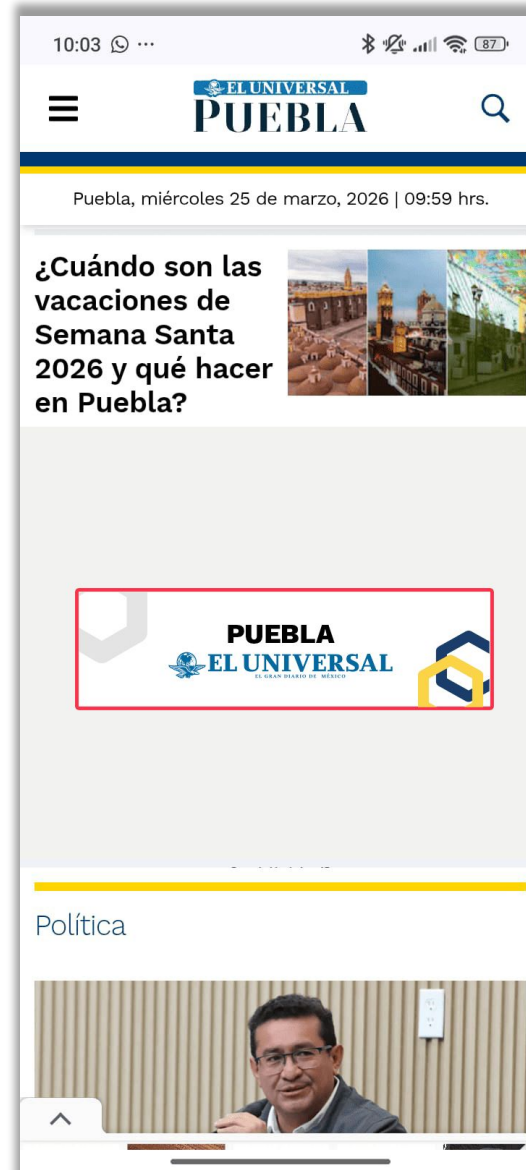 10:03
87
EL UNIVERSAL
PUEBLA
Puebla, miércoles 25 de marzo, 2026 | 09:59 hrs.
¿Cuándo son las
vacaciones de
Semana Santa
2026 y qué hacer
en Puebla?
PUEBLA
EL UNIVERSAL
EL GRAN DIARIO DE MÉXICO
Política